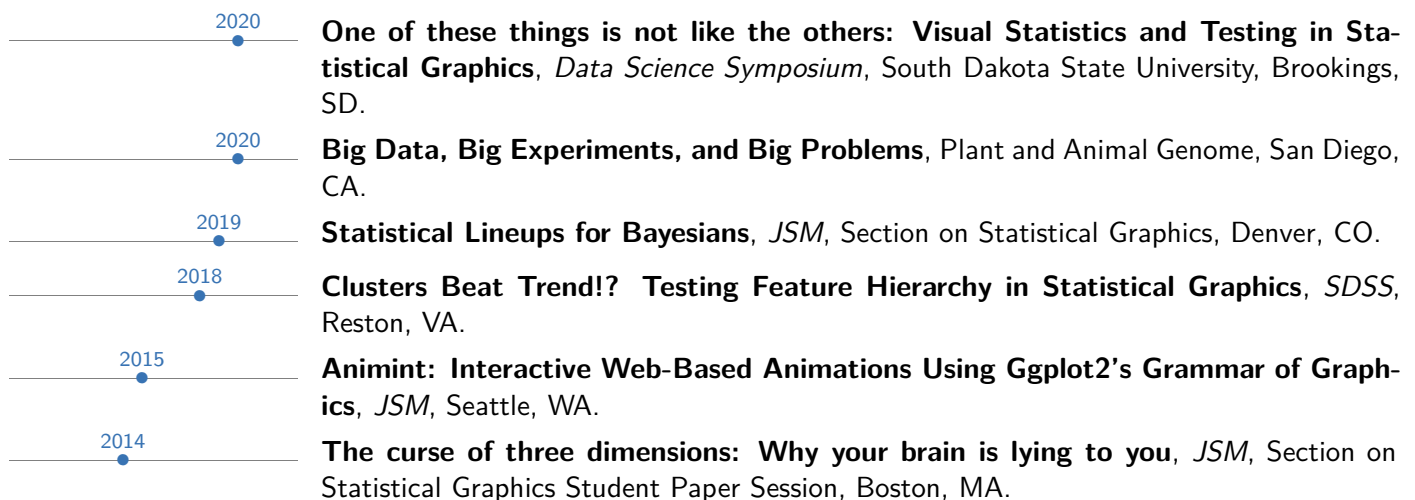 2020
One of these things is not like the others: Visual Statistics and Testing in Sta-
tistical Graphics, Data Science Symposium, South Dakota State University, Brookings,
SD.
2020
Big Data, Big Experiments, and Big Problems, Plant and Animal Genome, San Diego,
CA.
2019
Statistical Lineups for Bayesians, JSM, Section on Statistical Graphics, Denver, CO.
2018
Clusters Beat Trend!? Testing Feature Hierarchy in Statistical Graphics, SDSS,
Reston, VA.
2015
Animint: Interactive Web-Based Animations Using Ggplot2's Grammar of Graph-
ics, JSM, Seattle, WA.
2014
The curse of three dimensions: Why your brain is lying to you, JSM, Section on
Statistical Graphics Student Paper Session, Boston, MA.